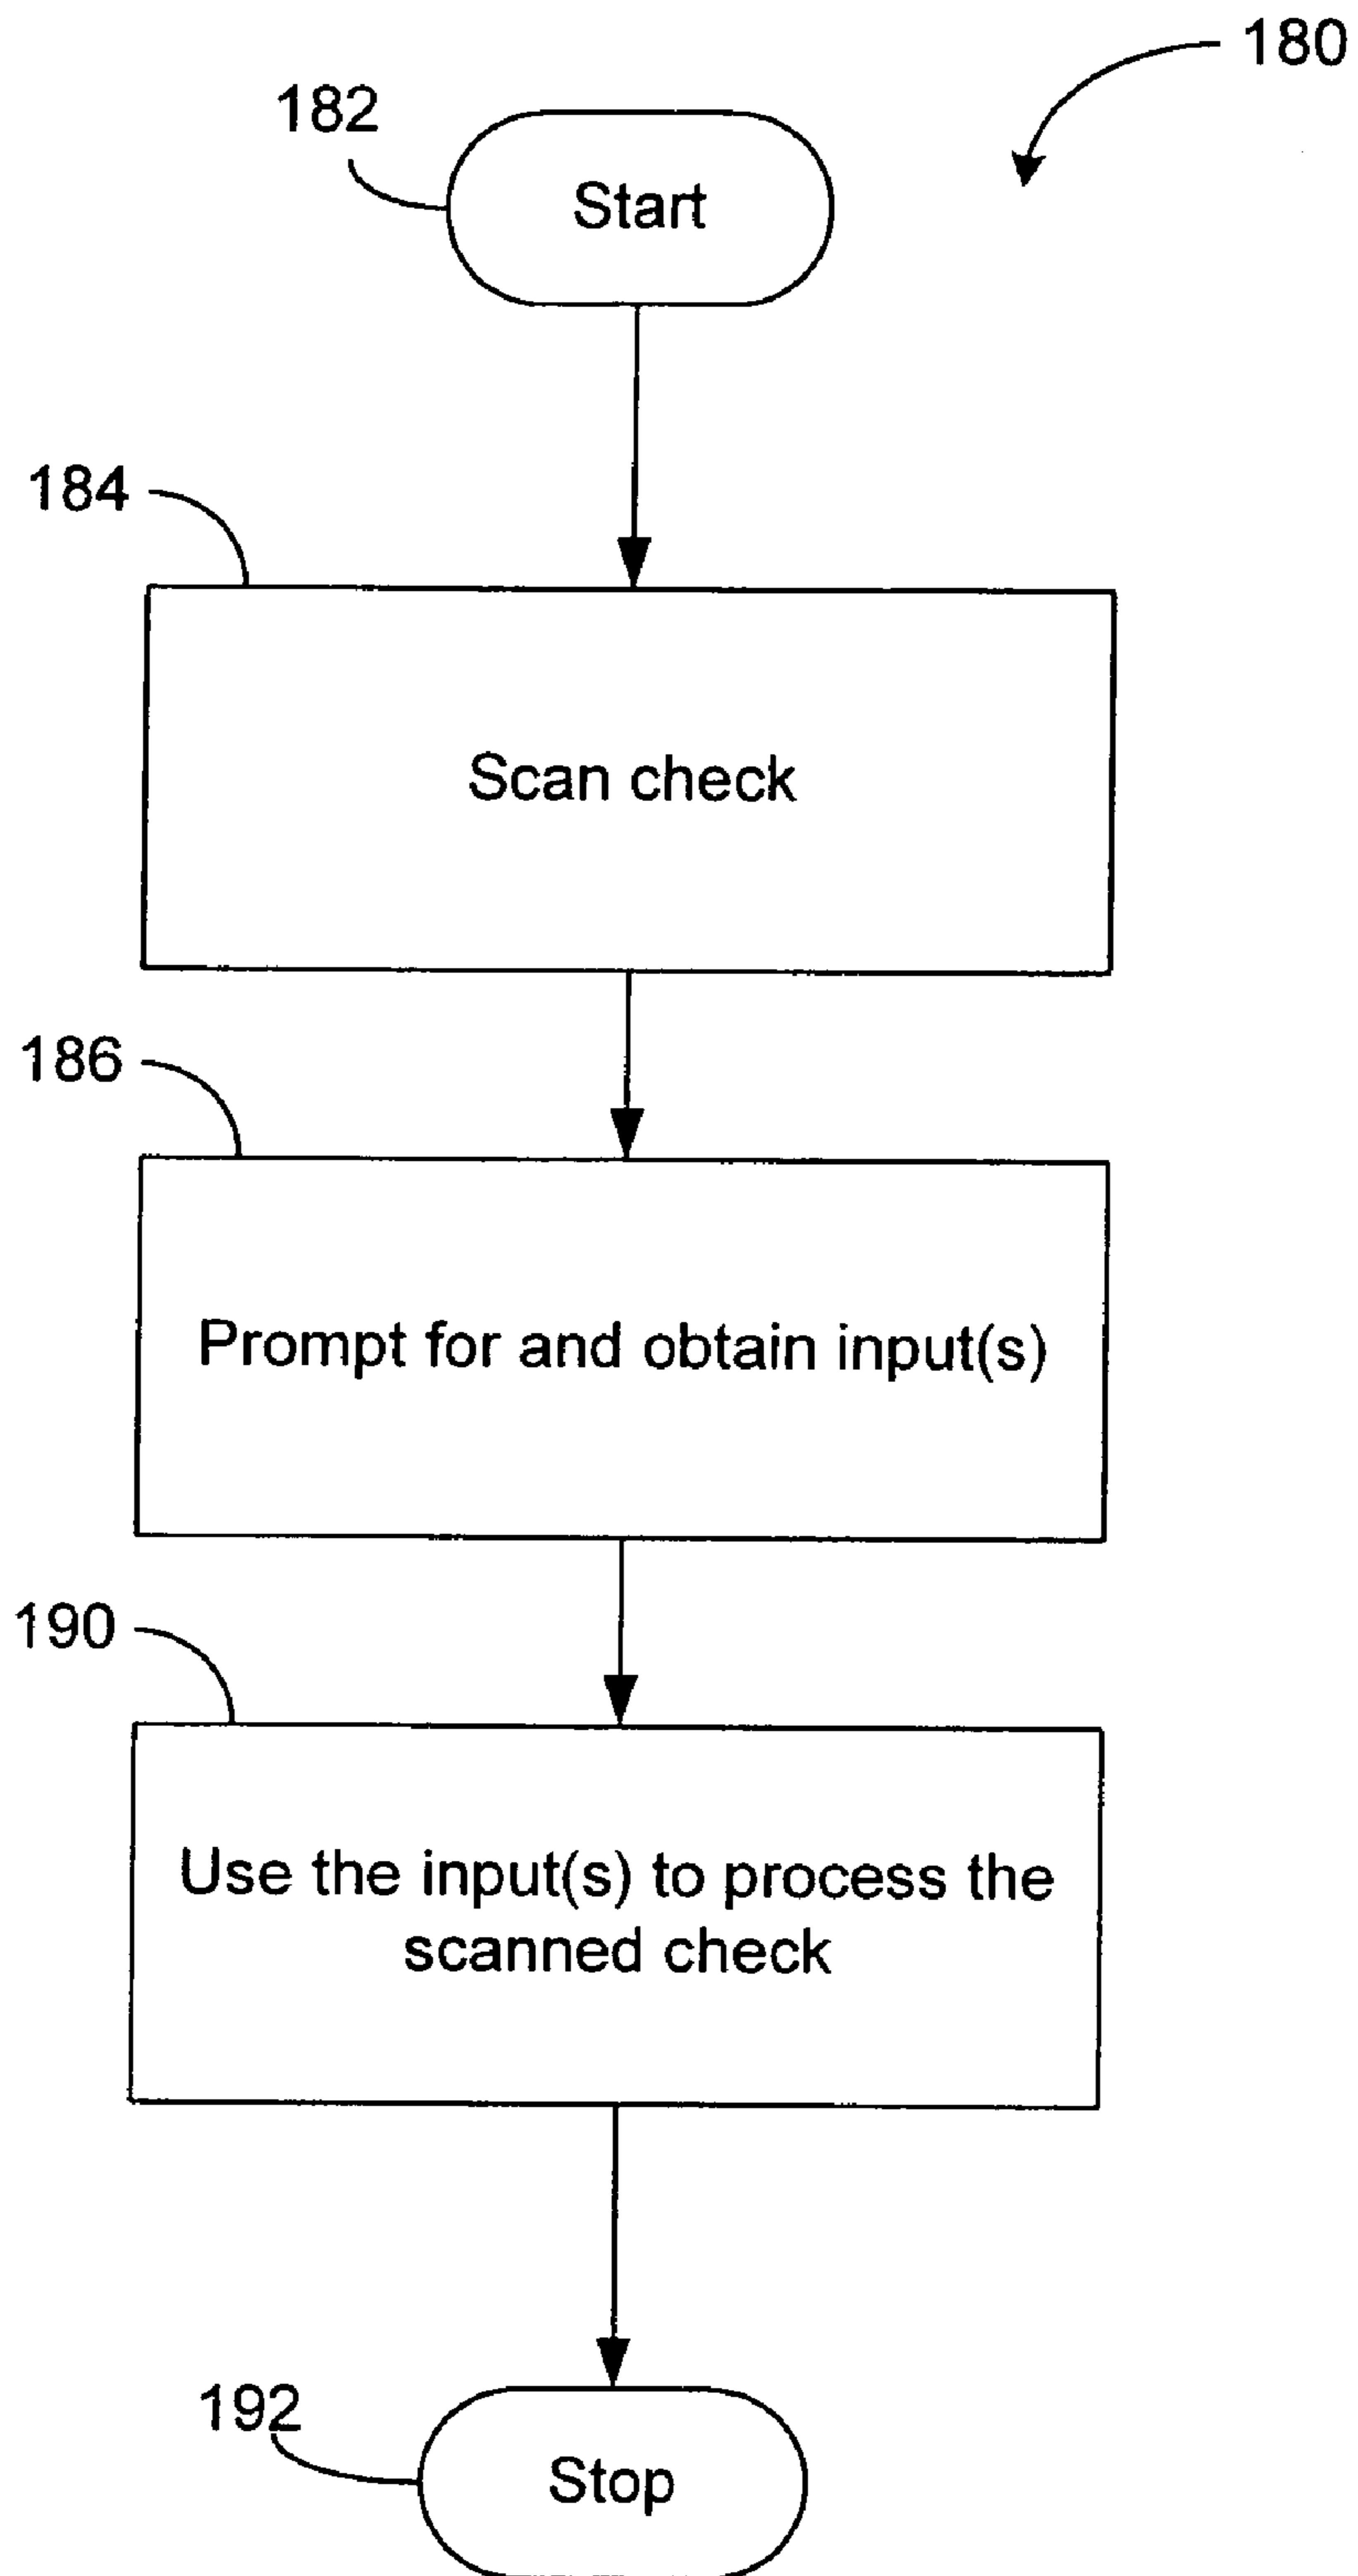 180
182
Start
184
Scan check
186
Prompt for and obtain input(s)
190
Use the input(s) to process the
scanned check
192
Stop